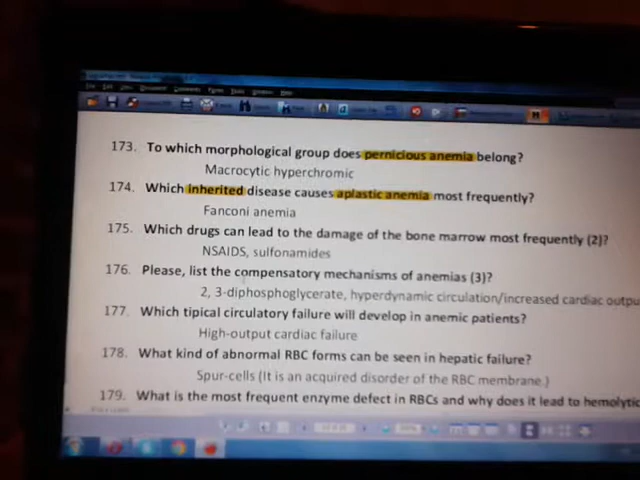 173. To which morphological group does pernicious anemia belong?
Macrocytic hyperchromic
174. Which inherited disease causes aplastic anemia most frequently?
Fanconi anemia
175. Which drugs can lead to the damage of the bone marrow most frequently (2)?
NSAIDS, sulfonamides
176. Please, list the compensatory mechanisms of anemias (3)?
2, 3-diphosphoglycerate, hyperdynamic circulation/increased cardiac outpu
177. Which tipical circulatory failure will develop in anemic patients?
High-output cardiac failure
178. What kind of abnormal RBC forms can be seen in hepatic failure?
Spur-cells (It is an acquired disorder of the RBC membrane.)
179. What is the most frequent enzyme defect in RBCs and why does it lead to hemolytic